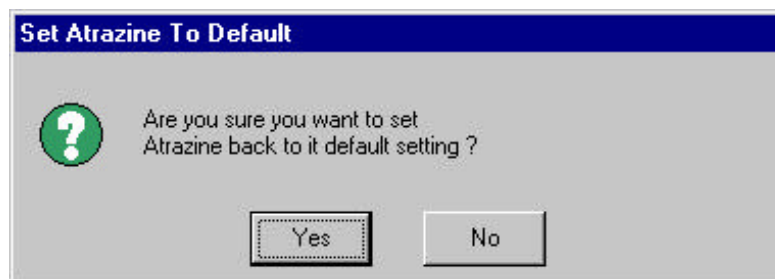 Set Atrazine To Default
Are you sure you want to set
Atrazine back to it default setting ?
Yes
No